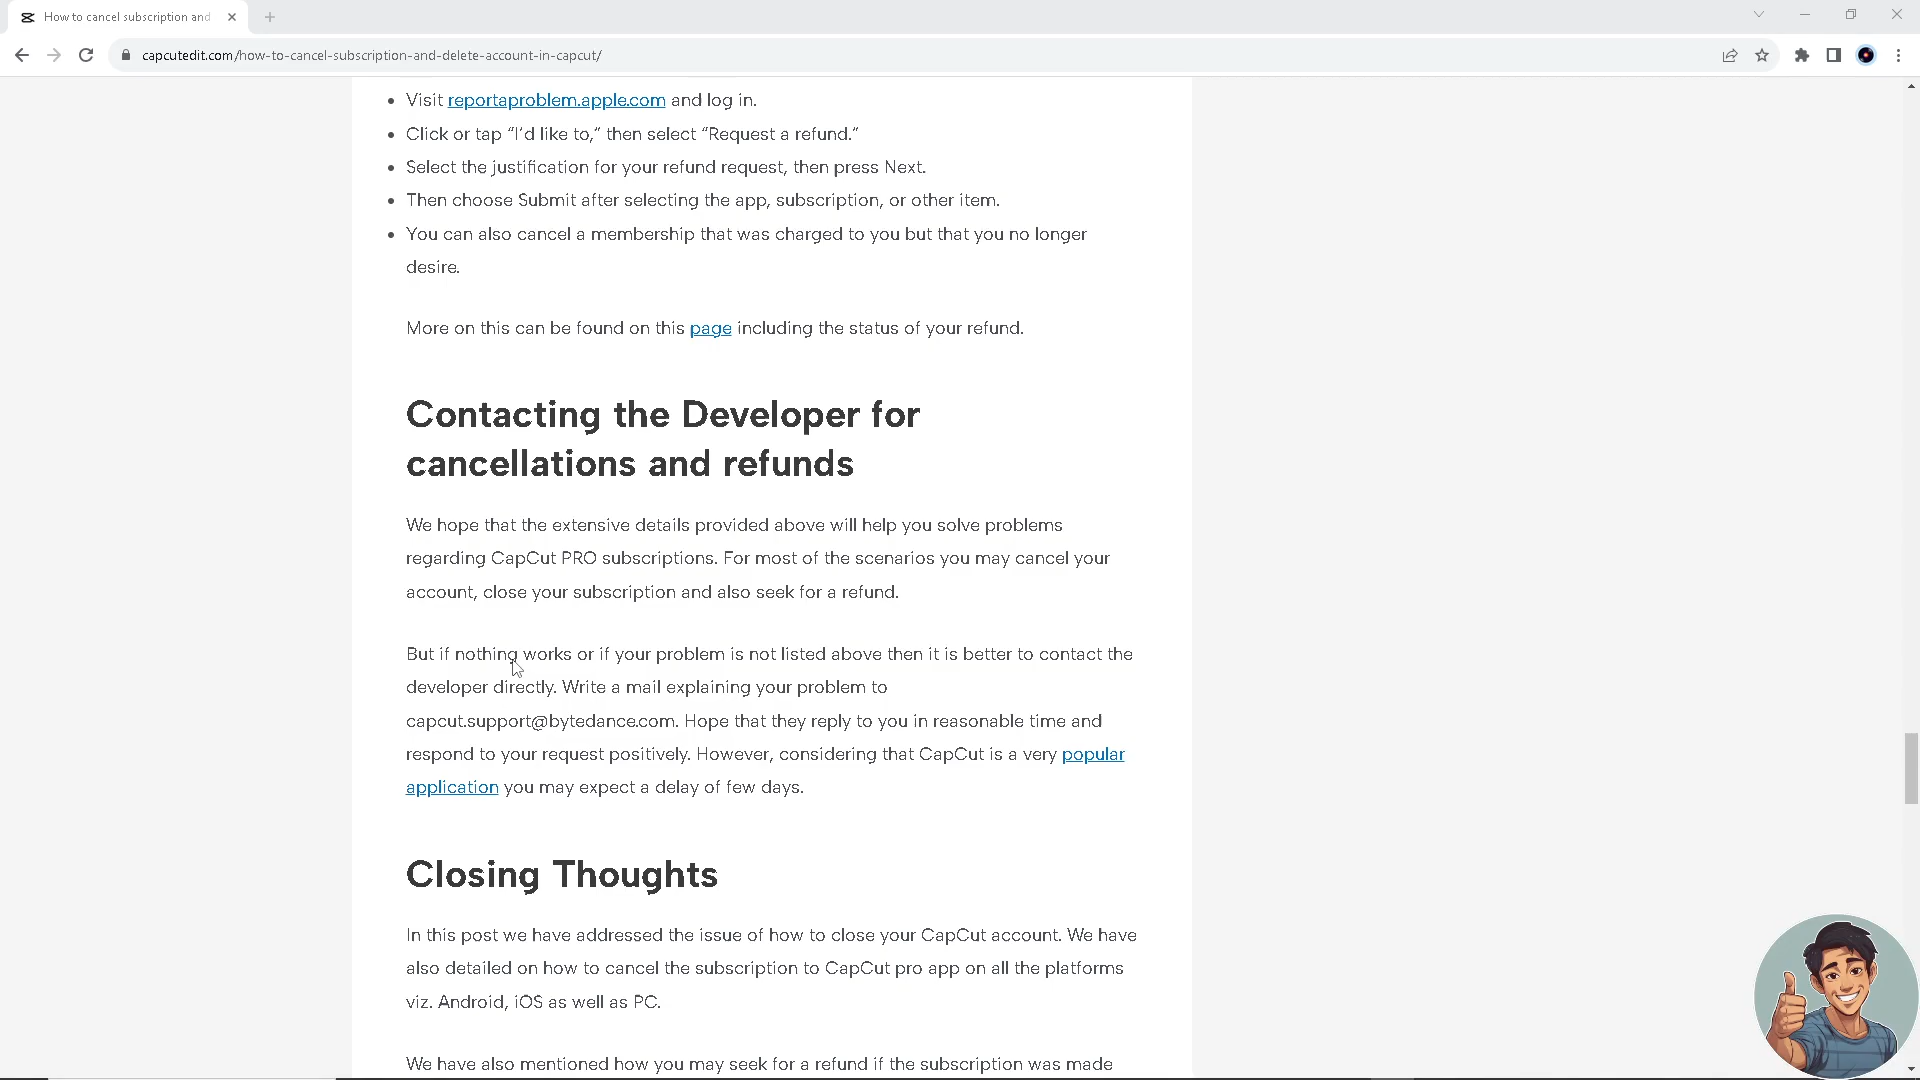 How to cancel subscription and
capcutedit.com/how-to-cancel-subscription-and-delete-account-in-capcut/
• Visit reportaproblem.apple.com and log in.
• Click or tap “I’d like to,” then select “Request a refund.”
• Select the justification for your refund request, then press Next.
• Then choose Submit after selecting the app, subscription, or other item.
• You can also cancel a membership that was charged to you but that you no longer
desire.
More on this can be found on this page including the status of your refund.
Contacting the Developer for
cancellations and refunds
We hope that the extensive details provided above will help you solve problems
regarding CapCut PRO subscriptions. For most of the scenarios you may cancel your
account, close your subscription and also seek for a refund.
But if nothing works or if your problem is not listed above then it is better to contact the
developer directly. Write a mail explaining your problem to
capcut.support@bytedance.com. Hope that they reply to you in reasonable time and
respond to your request positively. However, considering that CapCut is a very popular
application you may expect a delay of few days.
Closing Thoughts
In this post we have addressed the issue of how to close your CapCut account. We have
also detailed on how to cancel the subscription to CapCut pro app on all the platforms
viz. Android, iOS as well as PC.
We have also mentioned how you may seek for a refund if the subscription was made